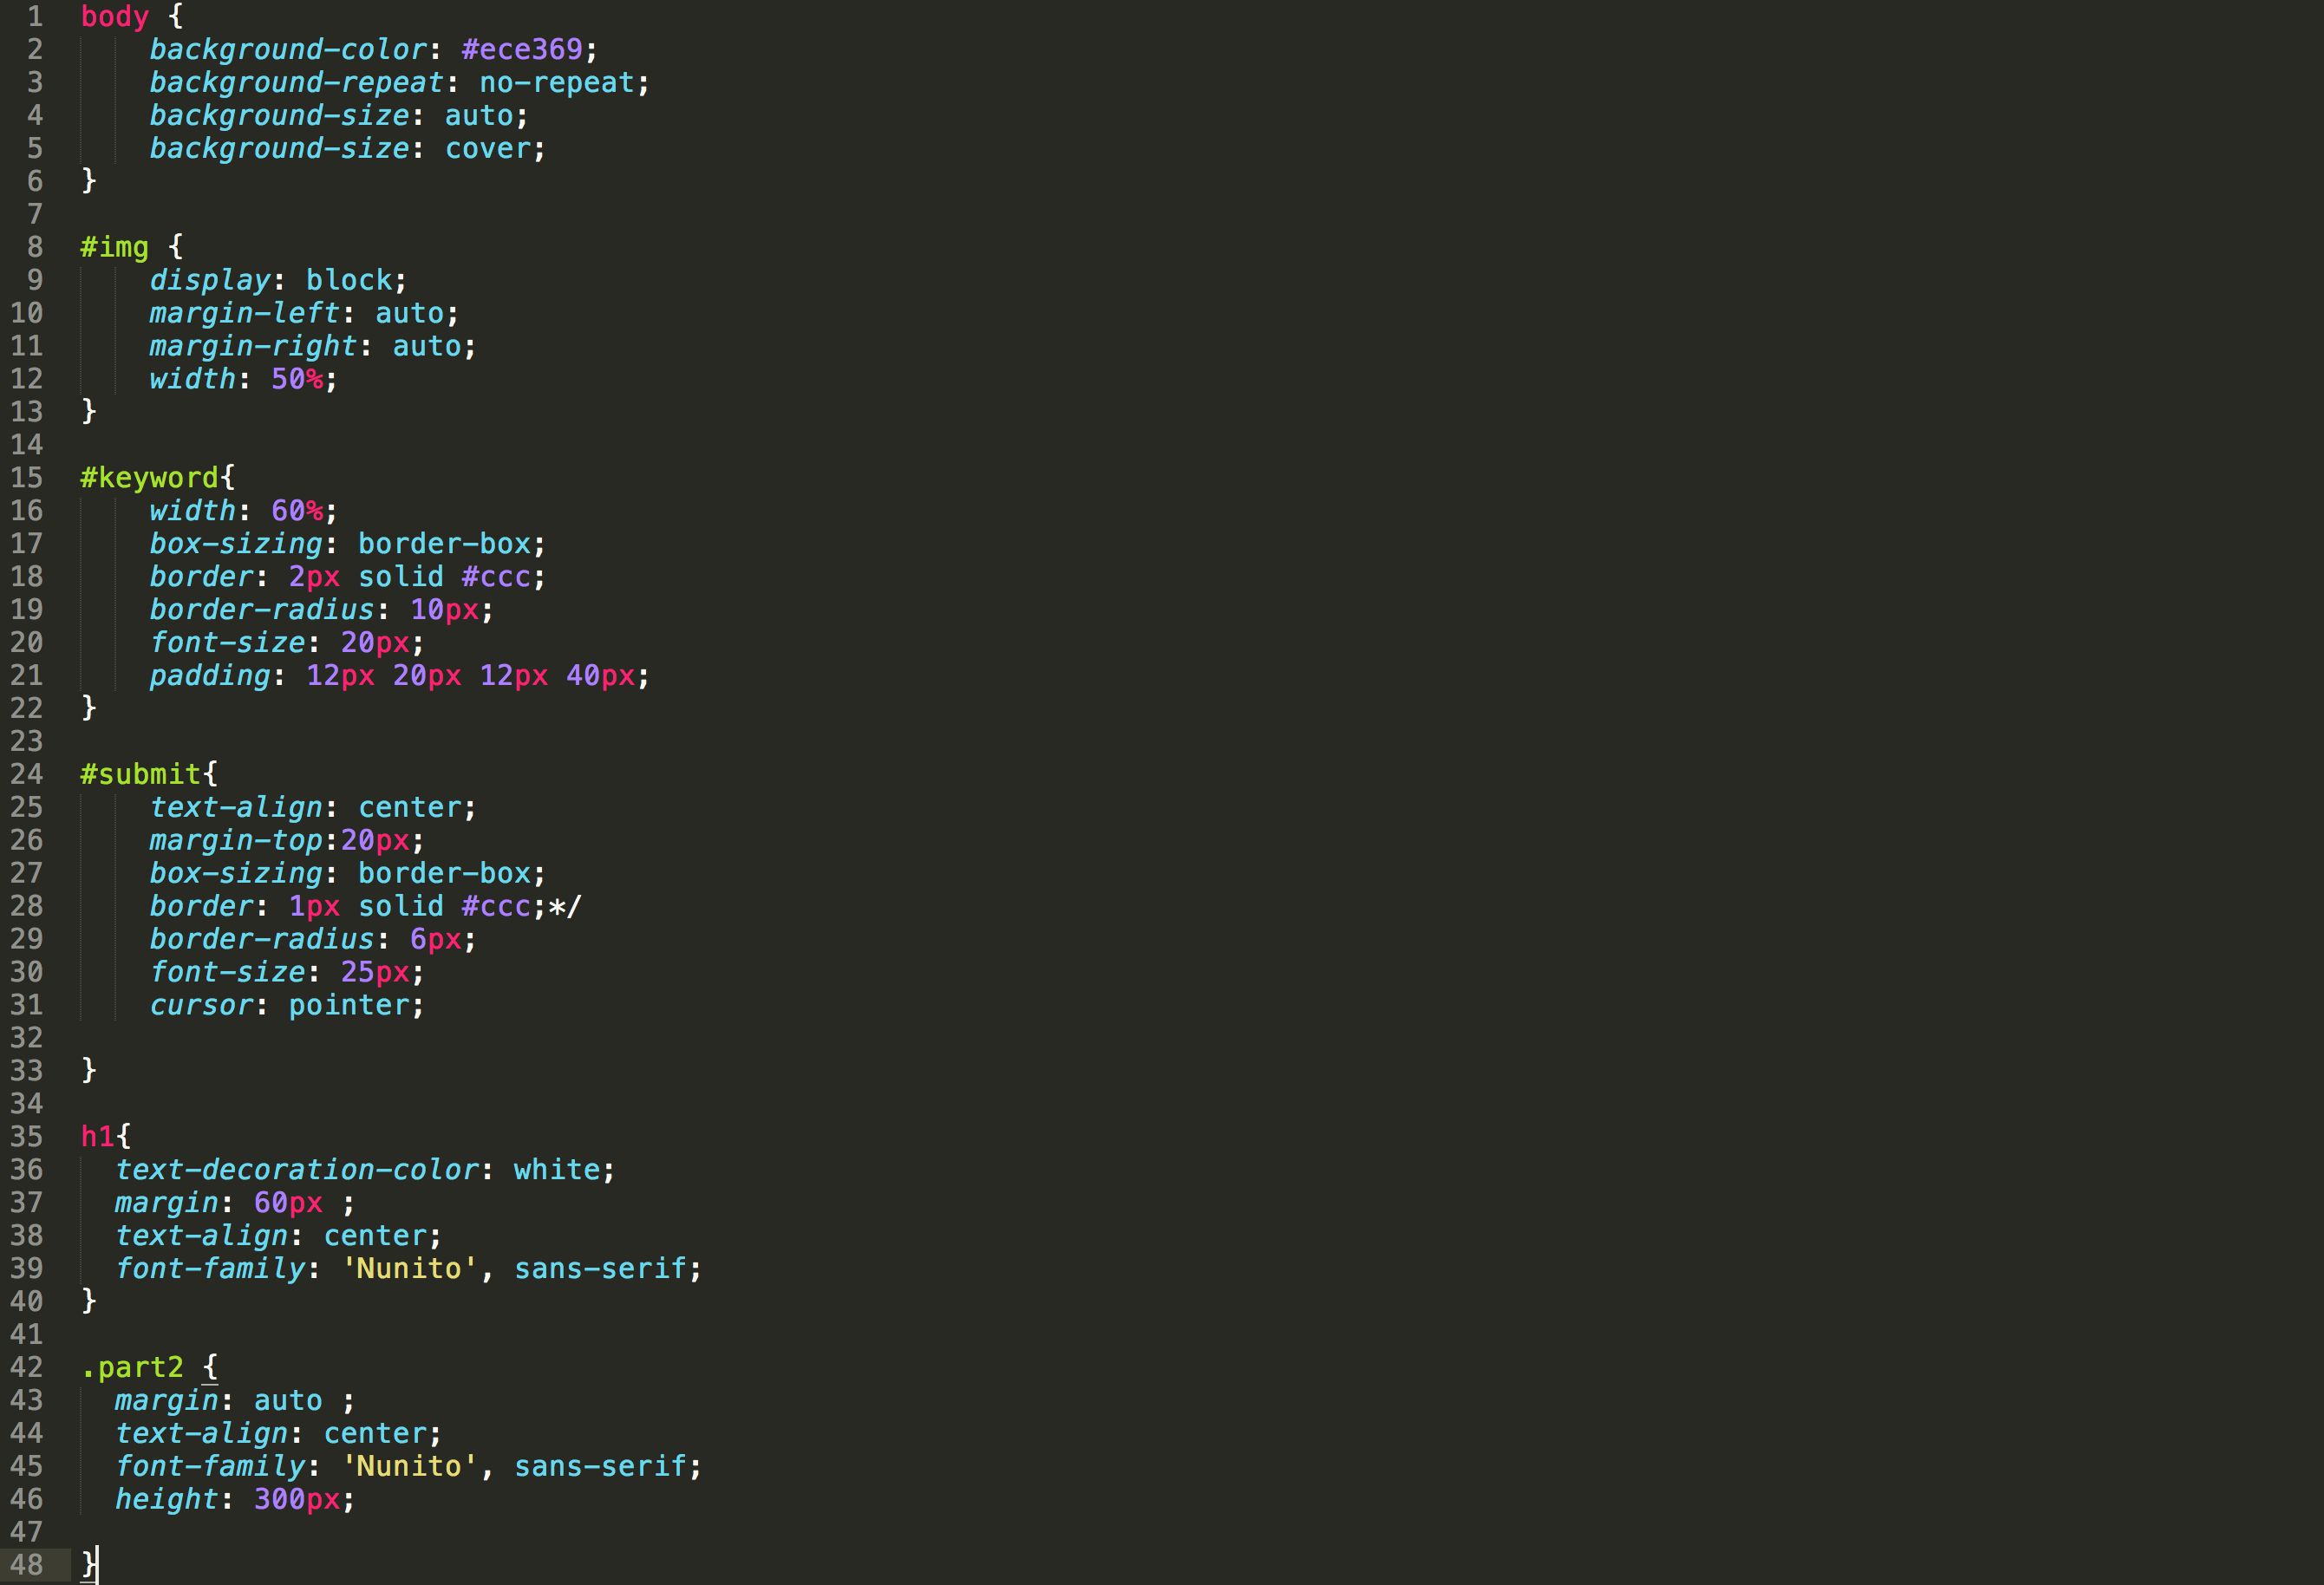 1 body {
2 background-color: #ece369;
3 background-repeat: no-repeat;
4 background-size: auto;
5 background-size: cover;
6 }
7
8 #img {
9 display: block;
10 margin-left: auto;
11 margin-right: auto;
12 width: 50%;
13 }
14
15 #keyword{
16 width: 60%;
17 box-sizing: border-box;
18 border: 2px solid #ccc;
19 border-radius: 10px;
20 font-size: 20px;
21 padding: 12px 20px 12px 40px;
22 }
23
24 #submit{
25 text-align: center;
26 margin-top:20px;
27 box-sizing: border-box;
28 border: 1px solid #ccc;*/
29 border-radius: 6px;
30 font-size: 25px;
31 cursor: pointer;
32
33 }
34
35 h1{
36 text-decoration-color: white;
37 margin: 60px ;
38 text-align: center;
39 font-family: 'Nunito', sans-serif;
40 }
41
42 .part2 {
43 margin: auto ;
44 text-align: center;
45 font-family: 'Nunito', sans-serif;
46 height: 300px;
47
48 }